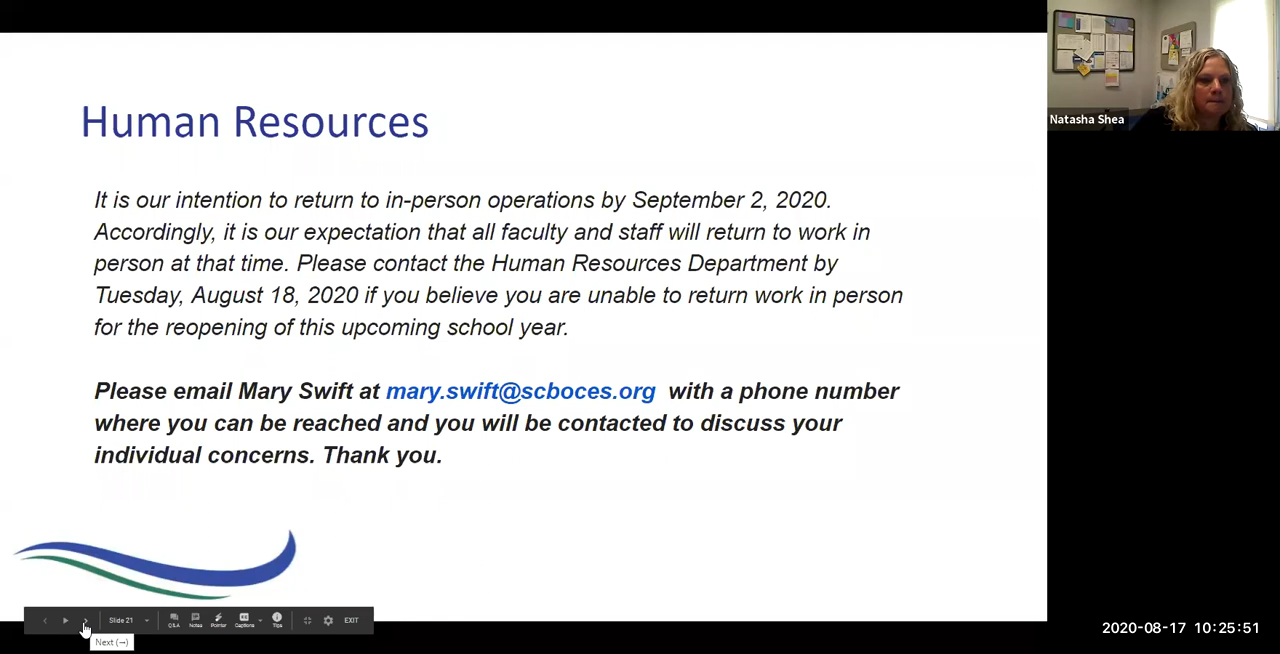 Human Resources
It is our intention to return to in-person operations by September 2, 2020.
Accordingly, it is our expectation that all faculty and staff will return to work in
person at that time. Please contact the Human Resources Department by
Tuesday, August 18, 2020 if you believe you are unable to return work in person
for the reopening of this upcoming school year.
Please email Mary Swift at mary.swift@scboces.org with a phone number
where you can be reached and you will be contacted to discuss your
individual concerns. Thank you.
Natasha Shea
Slide 21
Q&A Notes Pointer Captions Tips EXIT
Next (→)
2020-08-17 10:25:51